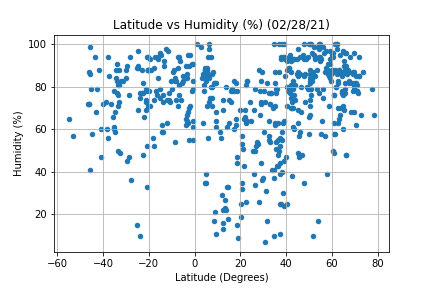 Latitude vs Humidity (%) (02/28/21)
100
80
60
40
20
Humidity (%)
−60 −40 −20 0 20 40 60 80
Latitude (Degrees)